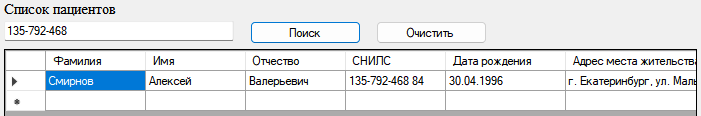 Список пациентов
135-792-468 Поиск Очистить
Фамилия Имя Отчество СНИЛС Дата рождения Адрес места жительства
Смирнов Алексей Валерьевич 135-792-468 84 30.04.1996 г. Екатеринбург, ул. Малы